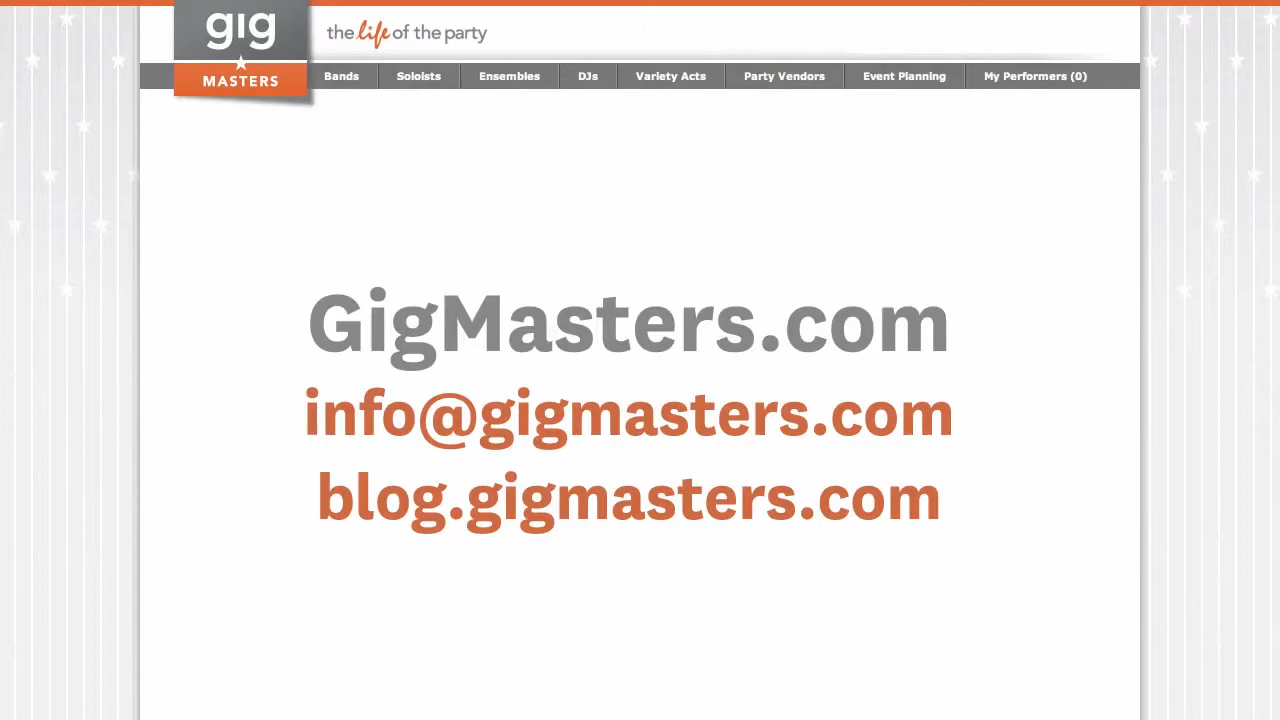 gig
MASTERS
the life of the party
Bands Soloists Ensembles DJs Variety Acts Party Vendors Event Planning My Performers (0)
GigMasters.com
info@gigmasters.com
blog.gigmasters.com